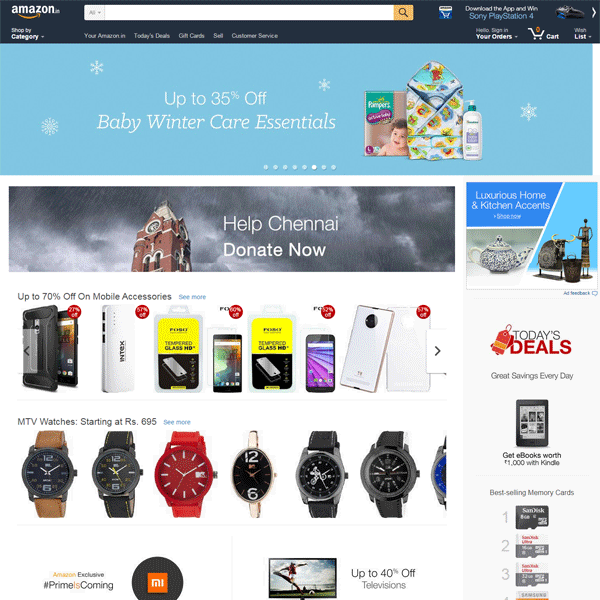 amazon.in
All
Download the App and Win
Sony PlayStation 4
Shop by
Category
Your Amazon.in
Today's Deals
Gift Cards
Sell
Customer Service
Hello. Sign in
Your Orders
0
Cart
Wish
List
Up to 35% Off
Baby Winter Care Essentials
Pampers
L
Help Chennai
Donate Now
Luxurious Home
& Kitchen Accents
› Shop now
Ad feedback
Up to 70% Off On Mobile Accessories
See more
27% off
57% off
60% off
52% off
57% off
INTEX
POBO
TEMPERED
GLASS HD
POBO
TEMPERED
GLASS HD
TODAY'S
DEALS
Great Savings Every Day
MTV Watches: Starting at Rs. 695
See more
Get eBooks worth
₹1,000 with Kindle
Best-selling Memory Cards
1
SanDisk
8GB
2
SanDisk
Ultra
16GB
3
SanDisk
Ultra
32GB
4
SAMSUNG
Amazon Exclusive
#PrimeIsComing
mi
Up to 40% Off
Televisions